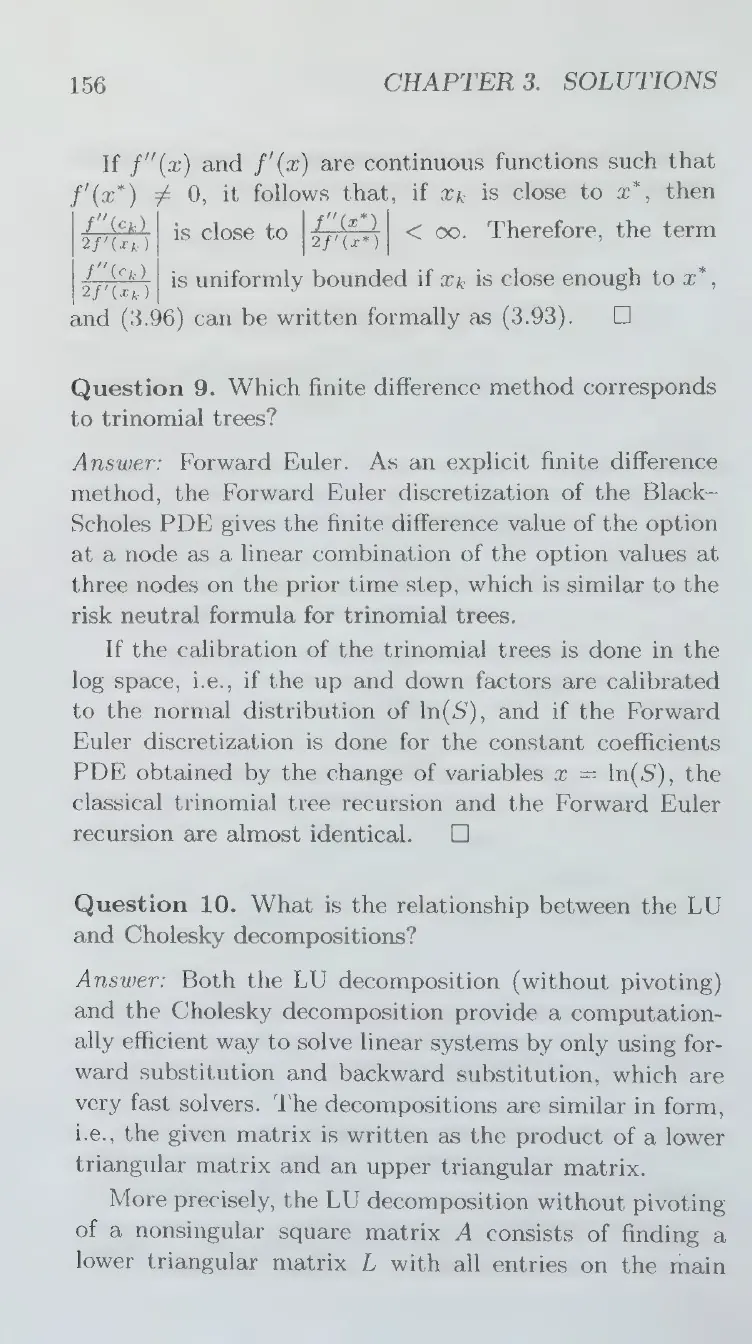 156 CHAPTER 3. SOLUTIONS
If f''(x) and f'(x) are continuous functions such that
f'(x*) ≠ 0, it follows that, if xₖ is close to x*, then
|f''(cₖ)/2f'(xₖ)| is close to |f''(x*)/2f'(x*)| < ∞. Therefore, the term
|f''(cₖ)/2f'(xₖ)| is uniformly bounded if xₖ is close enough to x*,
and (3.96) can be written formally as (3.93). □
Question 9. Which finite difference method corresponds
to trinomial trees?
Answer: Forward Euler. As an explicit finite difference
method, the Forward Euler discretization of the Black–
Scholes PDE gives the finite difference value of the option
at a node as a linear combination of the option values at
three nodes on the prior time step, which is similar to the
risk neutral formula for trinomial trees.
If the calibration of the trinomial trees is done in the
log space, i.e., if the up and down factors are calibrated
to the normal distribution of ln(S), and if the Forward
Euler discretization is done for the constant coefficients
PDE obtained by the change of variables x = ln(S), the
classical trinomial tree recursion and the Forward Euler
recursion are almost identical. □
Question 10. What is the relationship between the LU
and Cholesky decompositions?
Answer: Both the LU decomposition (without pivoting)
and the Cholesky decomposition provide a computation-
ally efficient way to solve linear systems by only using for-
ward substitution and backward substitution, which are
very fast solvers. The decompositions are similar in form,
i.e., the given matrix is written as the product of a lower
triangular matrix and an upper triangular matrix.
More precisely, the LU decomposition without pivoting
of a nonsingular square matrix A consists of finding a
lower triangular matrix L with all entries on the main